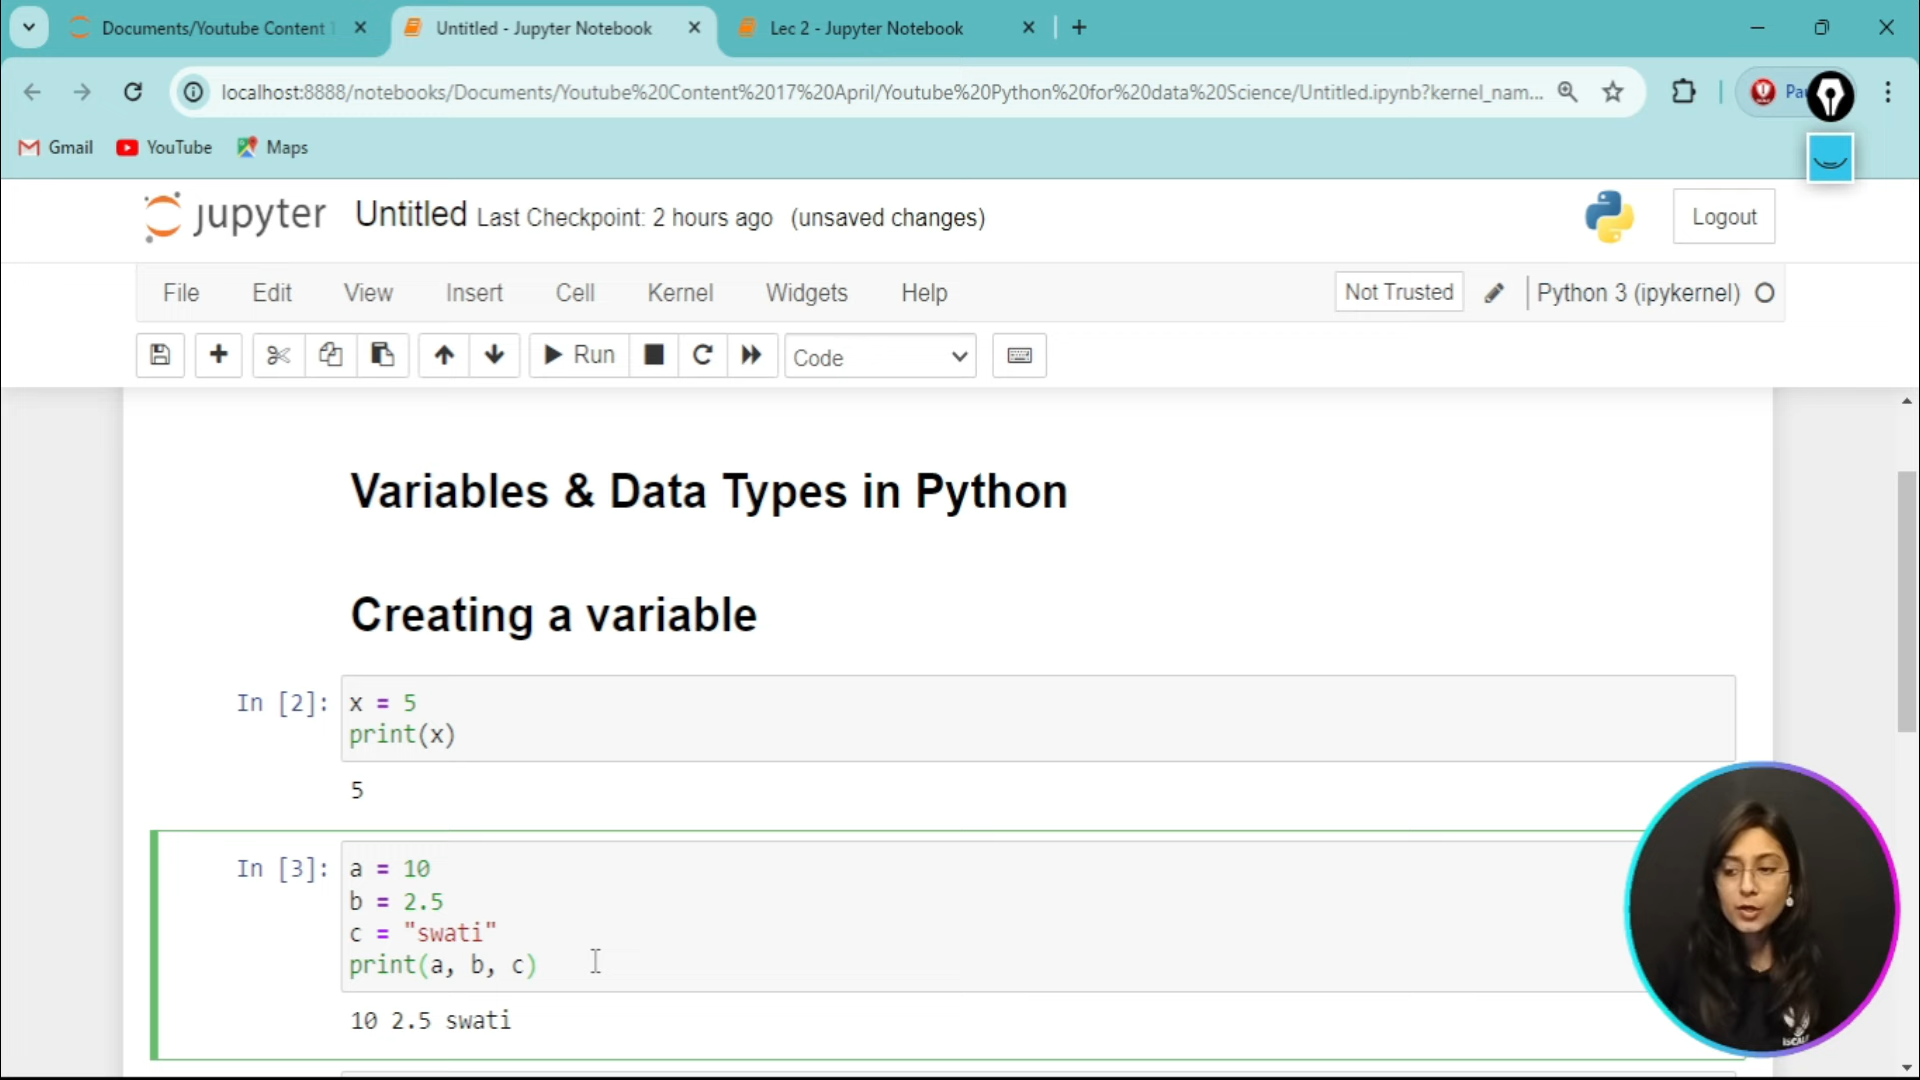 Documents/Youtube Content
Untitled - Jupyter Notebook
Lec 2 - Jupyter Notebook
localhost:8888/notebooks/Documents/Youtube%20Content%2017%20April/Youtube%20Python%20for%20data%20Science/Untitled.ipynb?kernel_nam...
Gmail
YouTube
Maps
jupyter Untitled Last Checkpoint: 2 hours ago (unsaved changes)
Logout
File Edit View Insert Cell Kernel Widgets Help
Not Trusted
Python 3 (ipykernel)
Run
Code
Variables & Data Types in Python
Creating a variable
In [2]: x = 5
print(x)
5
In [3]: a = 10
b = 2.5
c = "swati"
print(a, b, c)
10 2.5 swati